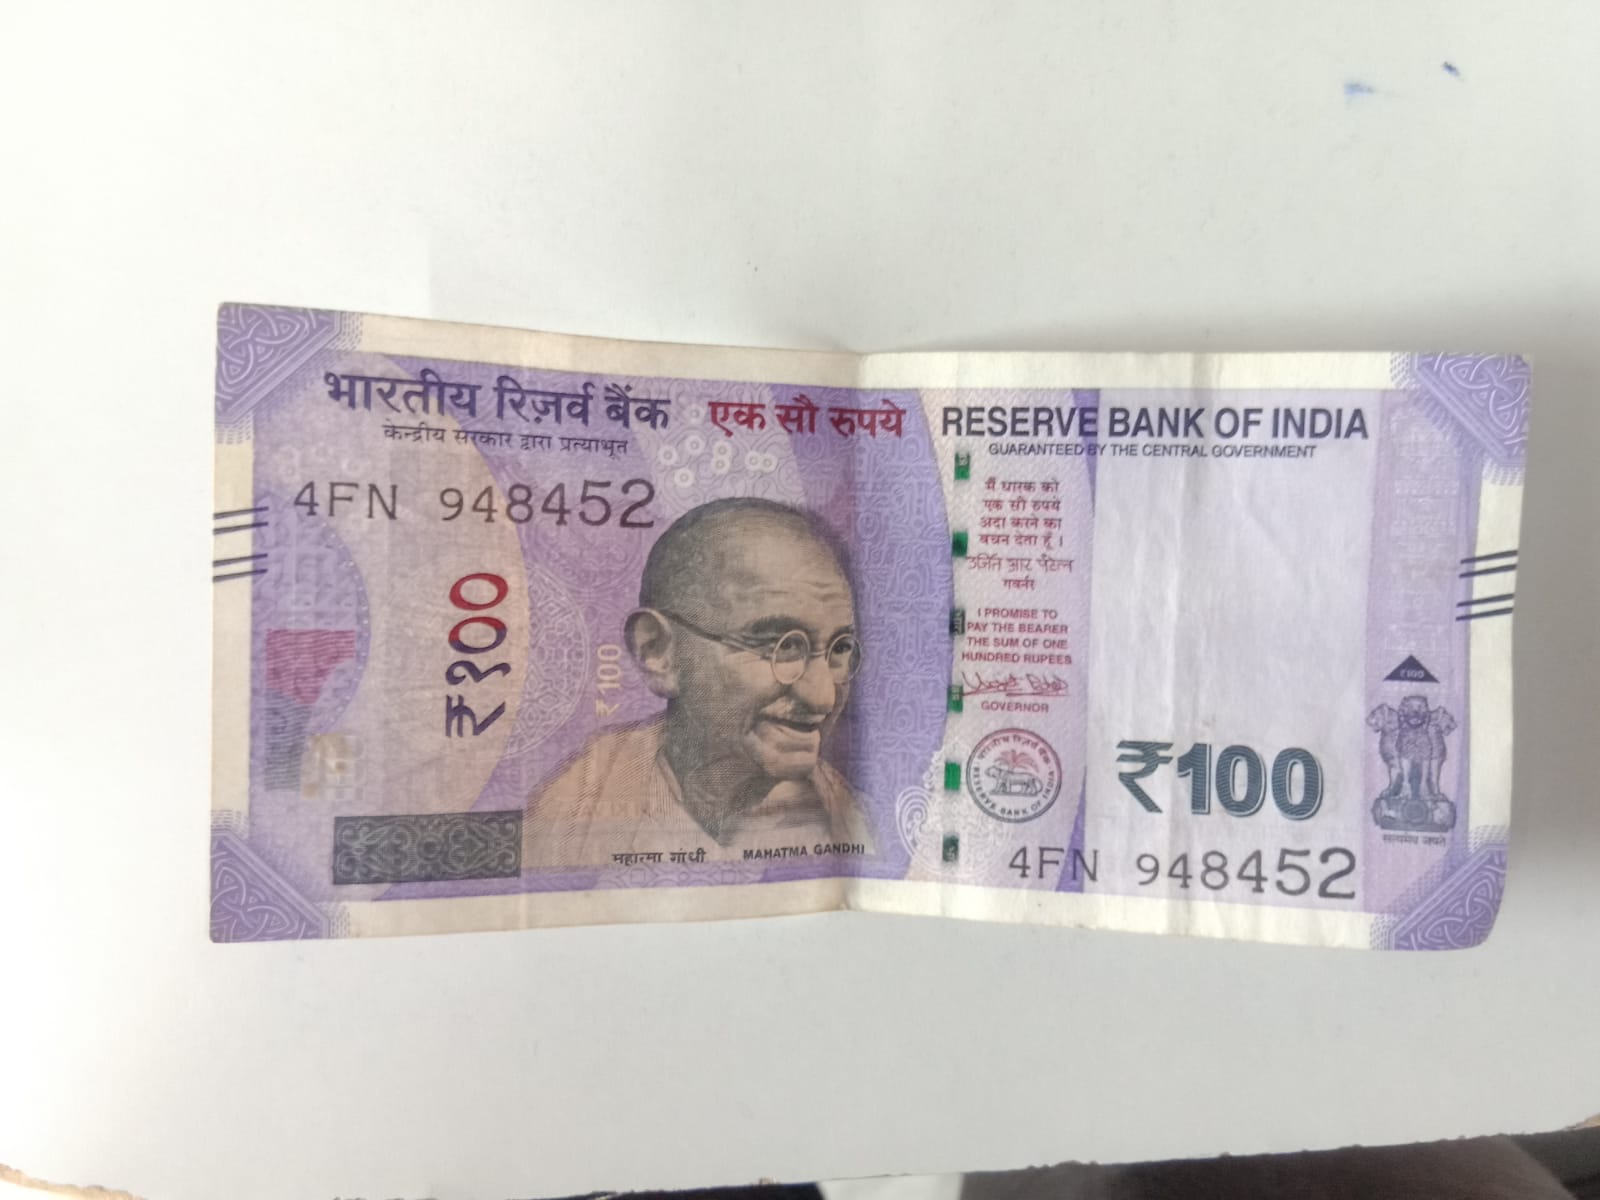 भारतीय रिज़र्व बैंक
केन्द्रीय सरकार द्वारा प्रत्याभूत
एक सौ रुपये
4FN 948452
₹१००
₹100
महात्मा गांधी MAHATMA GANDHI
RESERVE BANK OF INDIA
GUARANTEED BY THE CENTRAL GOVERNMENT
मैं धारक को
एक सौ रुपये
अदा करने का
वचन देता हूँ।
उर्जित आर पटेल
गवर्नर
I PROMISE TO
PAY THE BEARER
THE SUM OF ONE
HUNDRED RUPEES
GOVERNOR
भारतीय रिज़र्व बैंक
RESERVE BANK OF INDIA
₹100
4FN 948452
सत्यमेव जयते